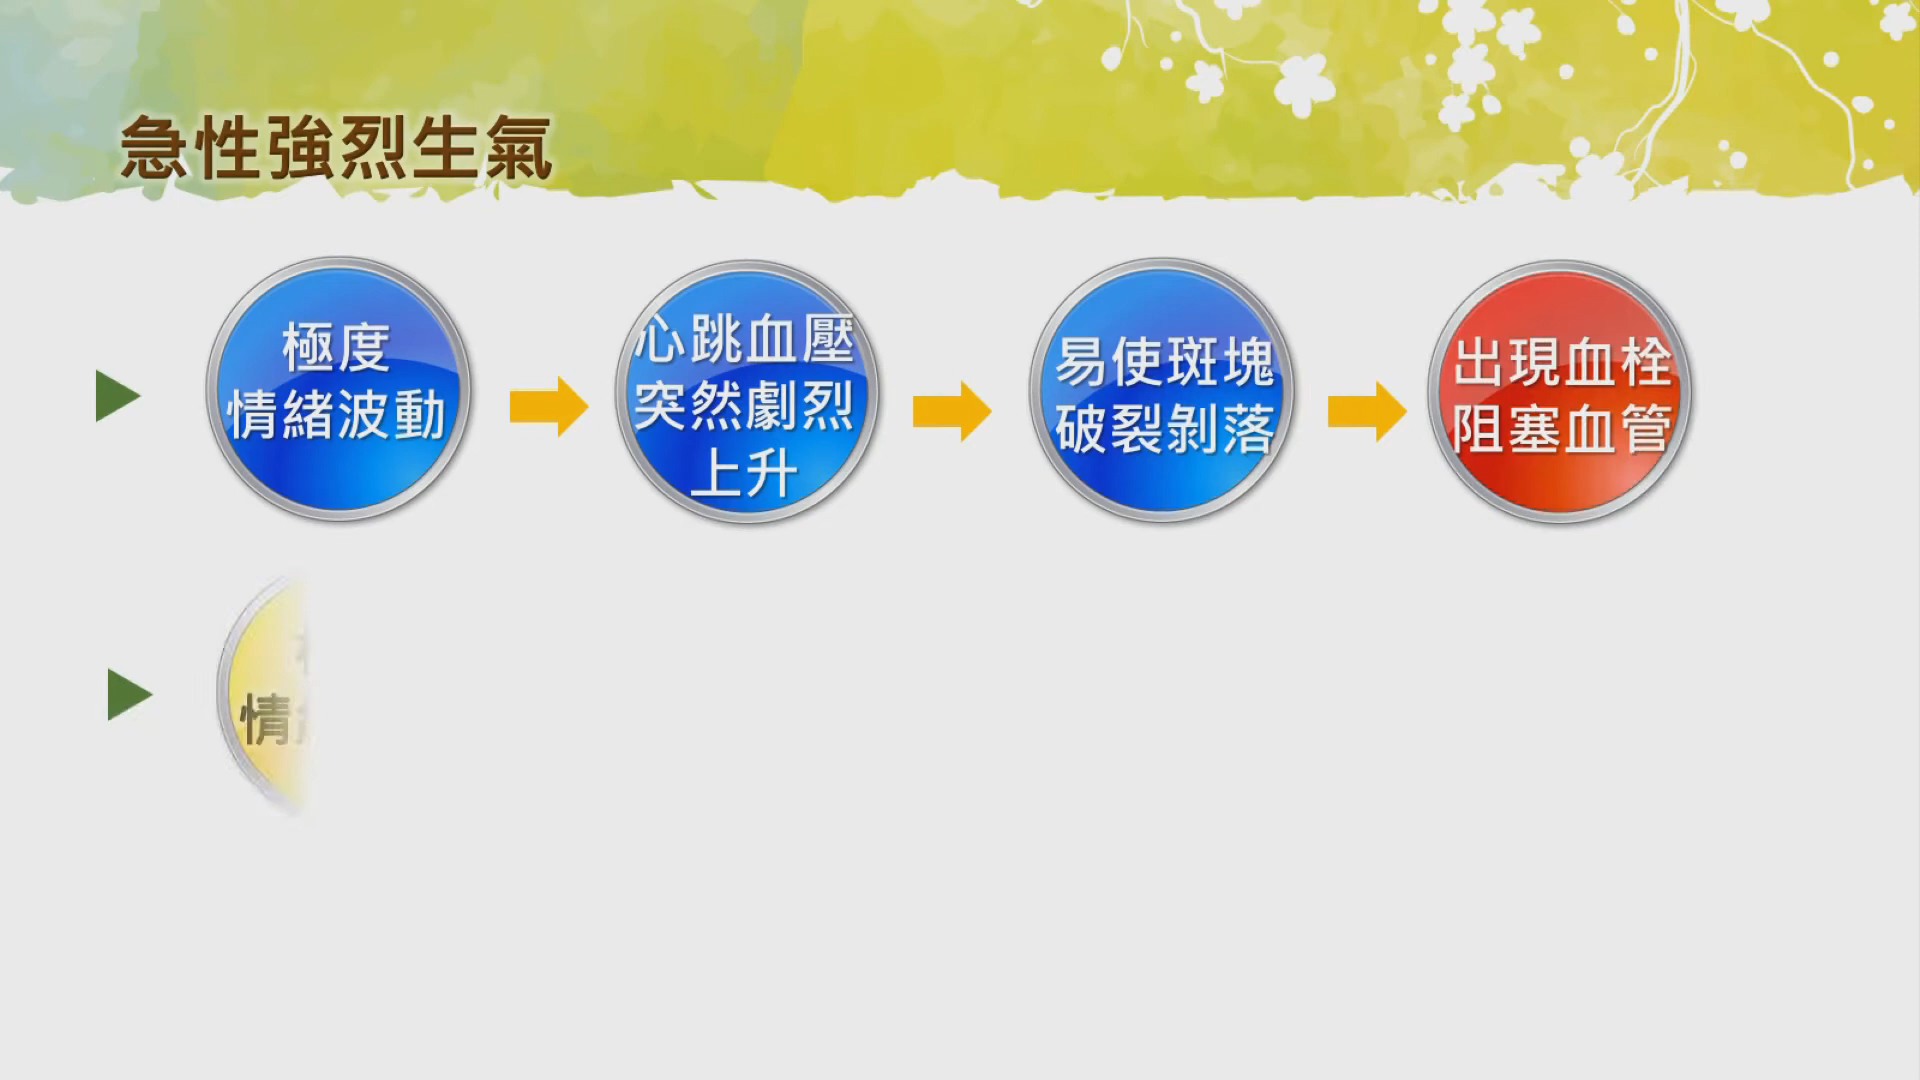 急性強烈生氣
極度
情緒波動
心跳血壓
突然劇烈
上升
易使斑塊
破裂剝落
出現血栓
阻塞血管
情